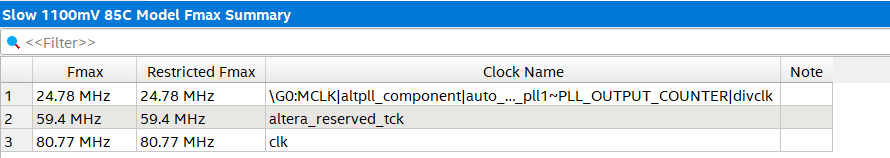 Slow 1100mV 85C Model Fmax Summary
<<Filter>>
Fmax Restricted Fmax Clock Name Note
1 24.78 MHz 24.78 MHz \G0:MCLK|altpll_component|auto_..._pll1~PLL_OUTPUT_COUNTER|divclk
2 59.4 MHz 59.4 MHz altera_reserved_tck
3 80.77 MHz 80.77 MHz clk